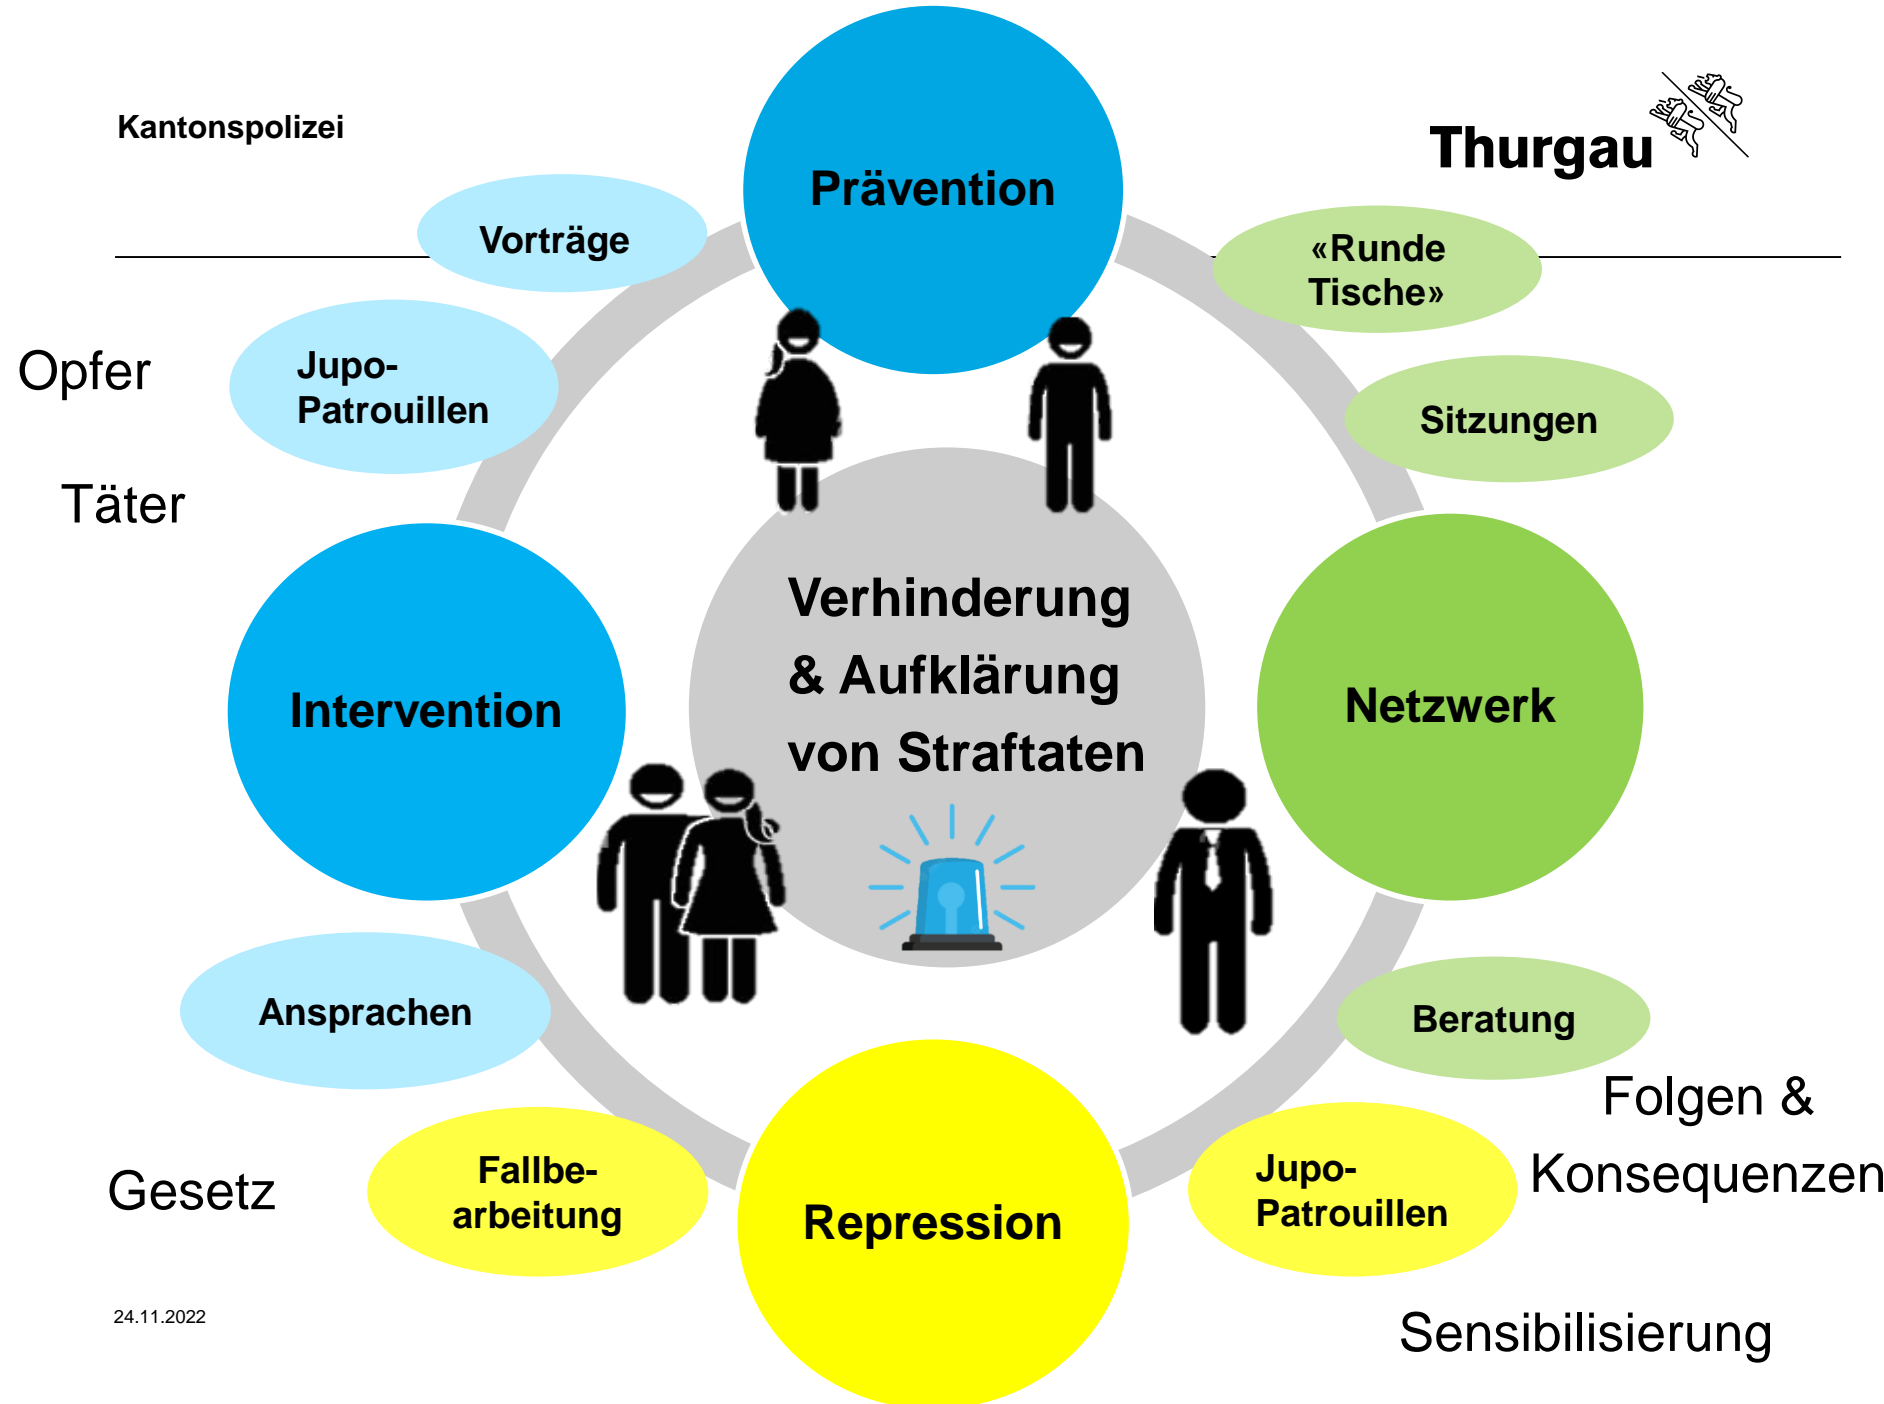 Kantonspolizei
Thurgau
Prävention
Vorträge
«Runde
Tische»
Opfer
Jupo-
Patrouillen
Sitzungen
Täter
Verhinderung
& Aufklärung
von Straftaten
Intervention
Netzwerk
Ansprachen
Beratung
Folgen &
Konsequenzen
Gesetz
Fallbe-
arbeitung
Repression
Jupo-
Patrouillen
24.11.2022
Sensibilisierung